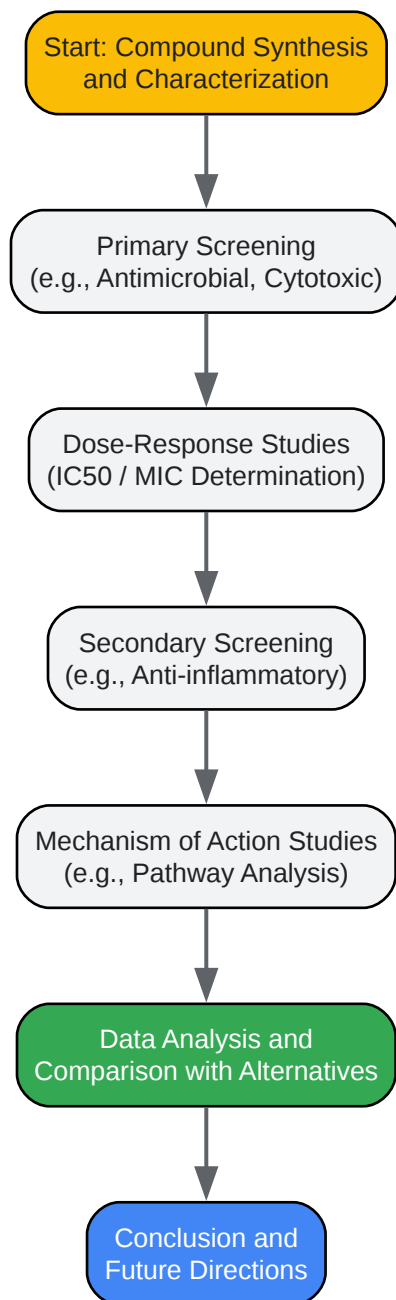 Start: Compound Synthesis
and Characterization
Primary Screening
(e.g., Antimicrobial, Cytotoxic)
Dose-Response Studies
(IC50 / MIC Determination)
Secondary Screening
(e.g., Anti-inflammatory)
Mechanism of Action Studies
(e.g., Pathway Analysis)
Data Analysis and
Comparison with Alternatives
Conclusion and
Future Directions